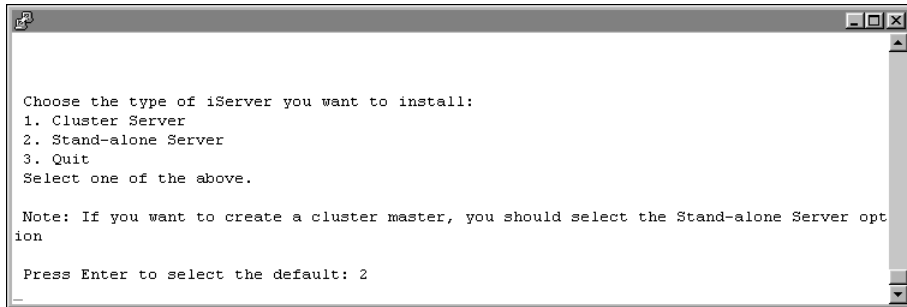 Choose the type of iServer you want to install:
1. Cluster Server
2. Stand-alone Server
3. Quit
Select one of the above.
Note: If you want to create a cluster master, you should select the Stand-alone Server opt
ion
Press Enter to select the default: 2
_